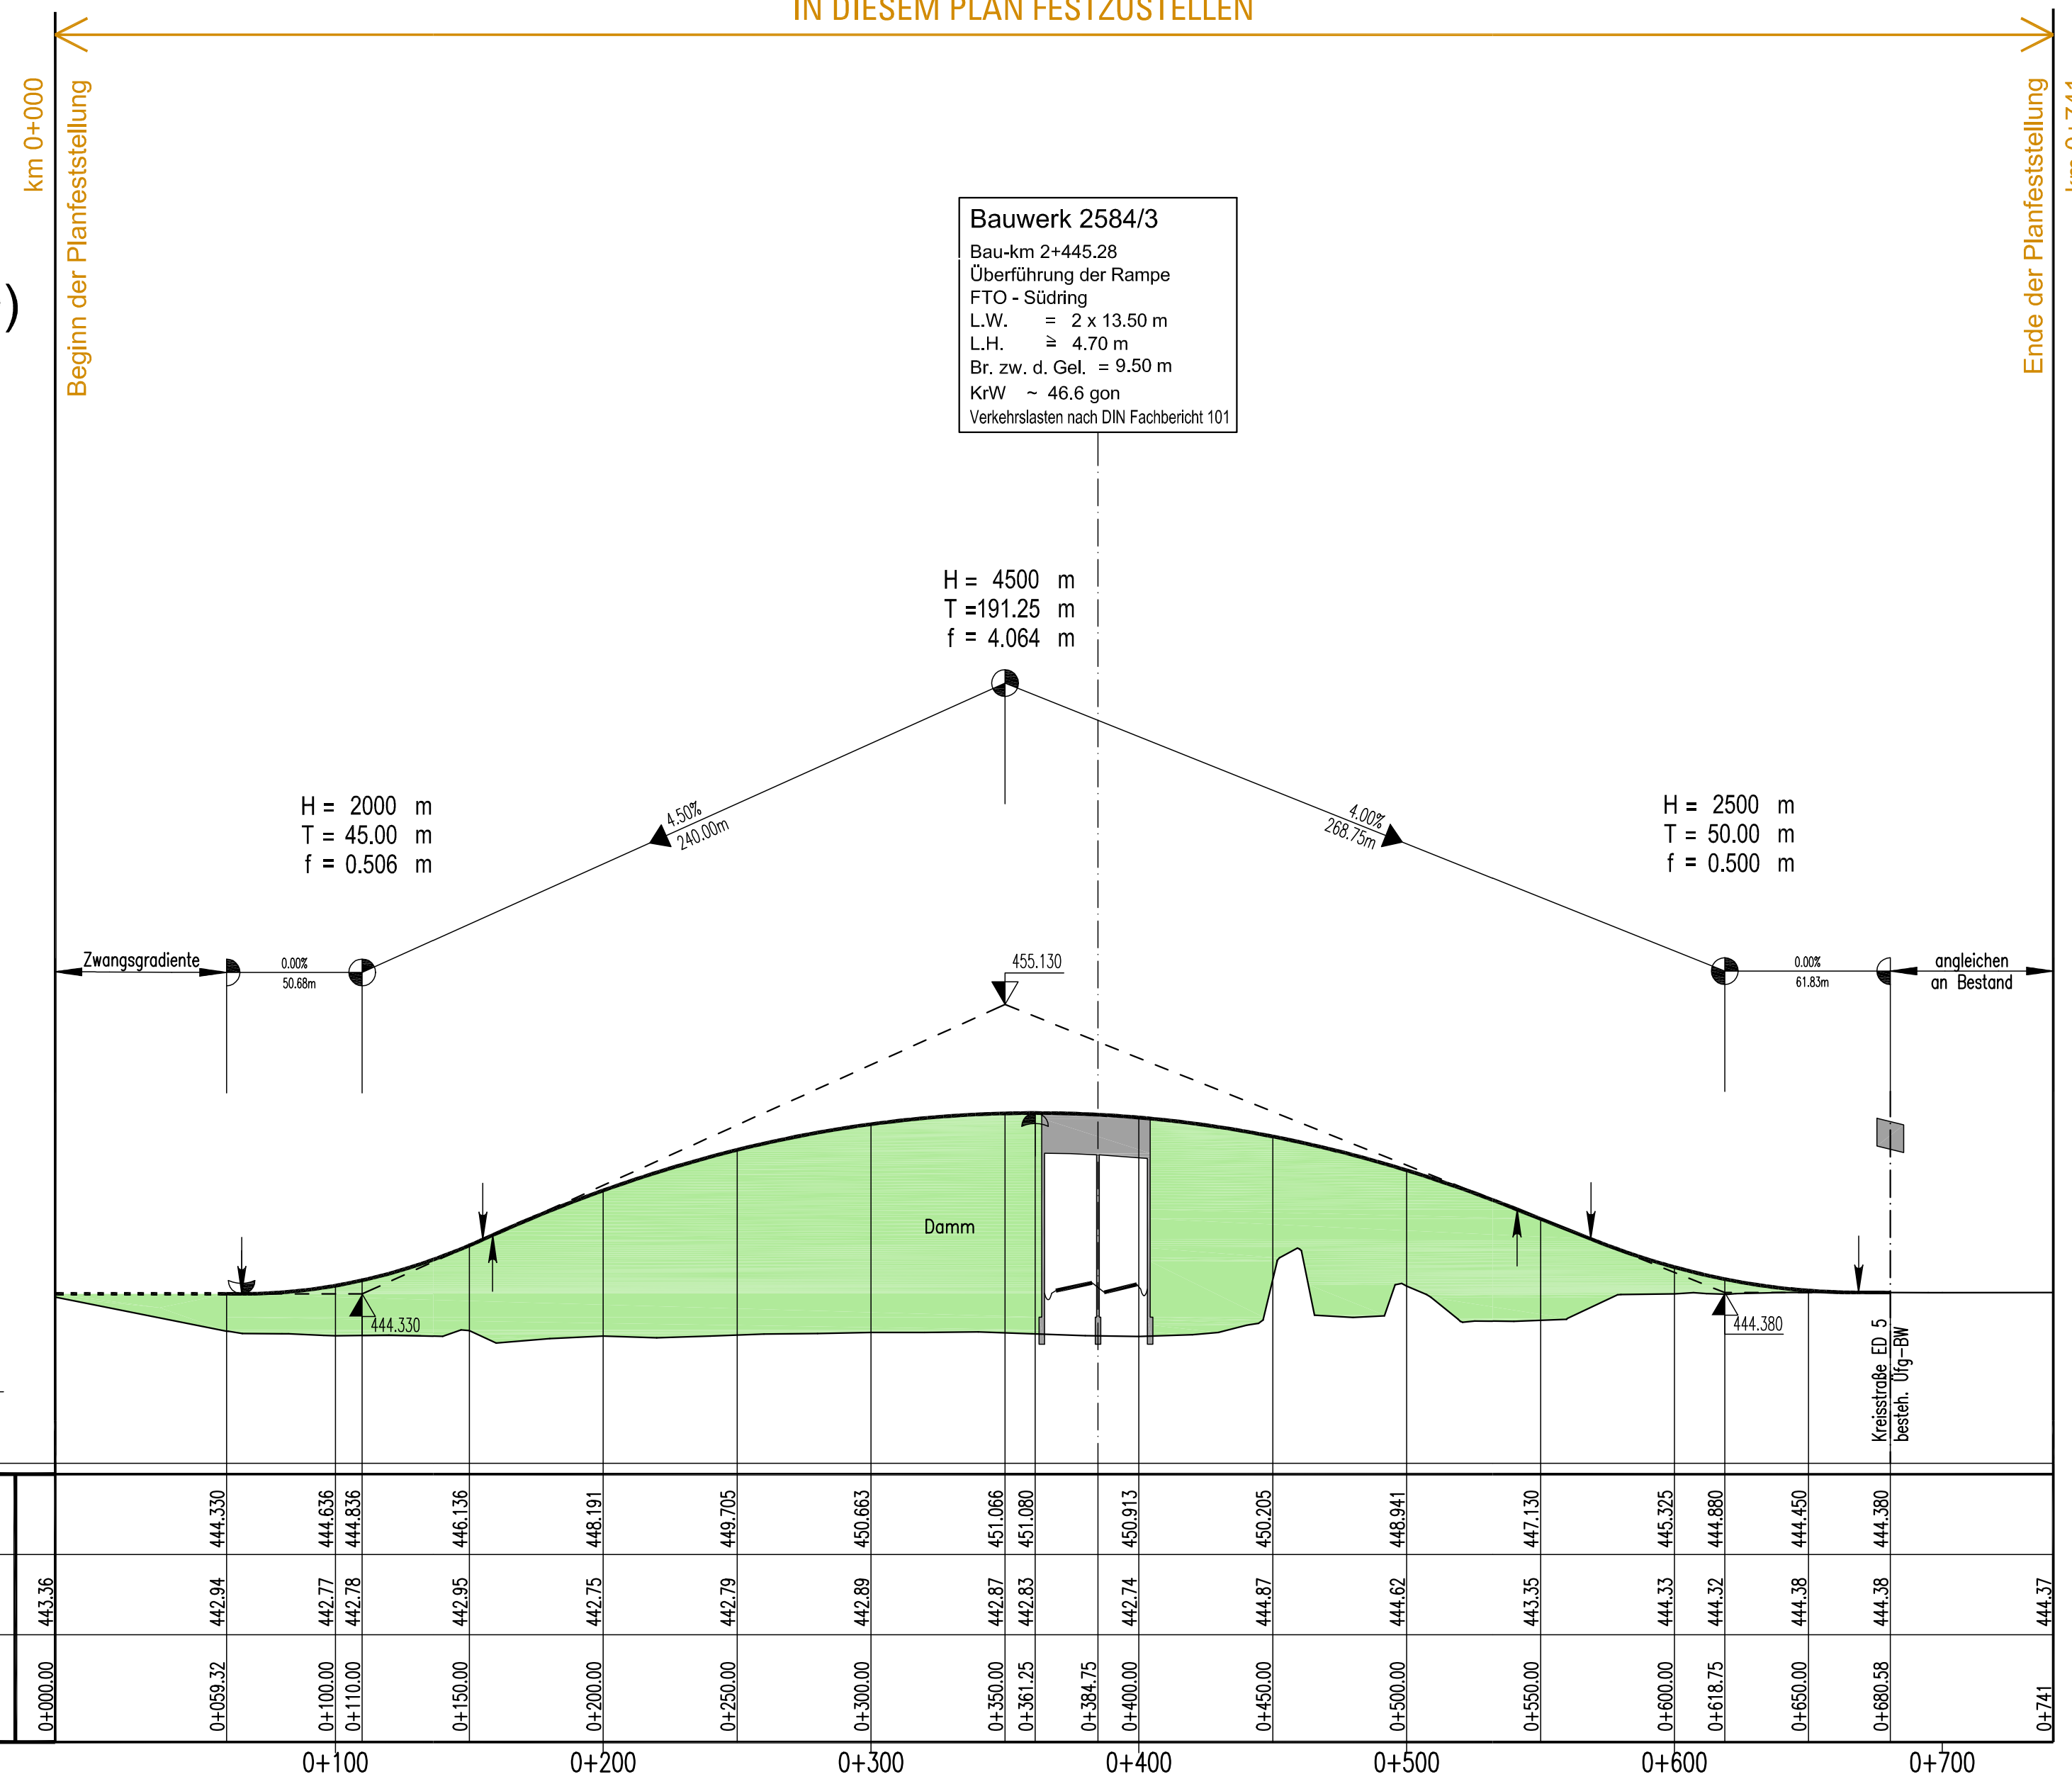 IN DIESEM PLAN FESTZUSTELLEN
km 0+000
Beginn der Planfeststellung
Ende der Planfeststellung
)
Bauwerk 2584/3
Bau-km 2+445.28
Überführung der Rampe
FTO - Südring
L.W. = 2 x 13.50 m
L.H. ≧ 4.70 m
Br. zw. d. Gel. = 9.50 m
KrW ~ 46.6 gon
Verkehrslasten nach DIN Fachbericht 101
H = 4500 m
T =191.25 m
f = 4.064 m
H = 2000 m
T = 45.00 m
f = 0.506 m
4.50%
240.00m
4.00%
268.75m
H = 2500 m
T = 50.00 m
f = 0.500 m
Zwangsgradiente
0.00%
50.68m
455.130
0.00%
61.83m
angleichen
an Bestand
Damm
444.330
444.380
Kreisstraße ED 5
besteh. Üfg-BW
444.330 444.636 444.836 446.136 448.191 449.705 450.663 451.066 451.080 450.913 450.205 448.941 447.130 445.325 444.880 444.450 444.380
443.36 442.94 442.77 442.78 442.95 442.75 442.79 442.89 442.87 442.83 442.74 444.87 444.62 443.35 444.33 444.32 444.38 444.38 444.37
0+000.00 0+059.32 0+100.00 0+110.00 0+150.00 0+200.00 0+250.00 0+300.00 0+350.00 0+361.25 0+384.75 0+400.00 0+450.00 0+500.00 0+550.00 0+600.00 0+618.75 0+650.00 0+680.58 0+741
0+100 0+200 0+300 0+400 0+500 0+600 0+700